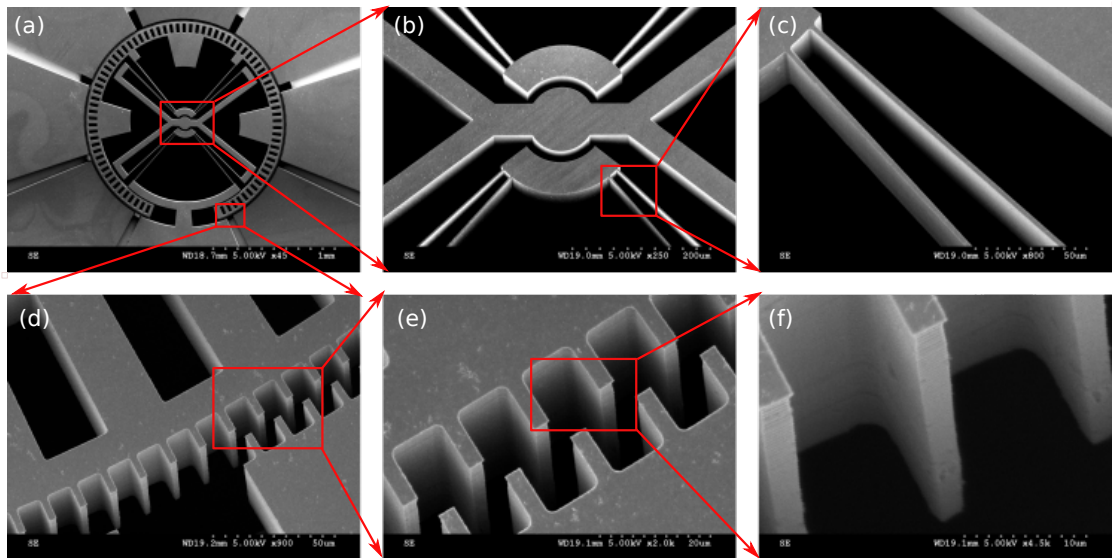 (a)
SE WD18.7mm 5.00kV x45 1mm
(b)
SE WD19.0mm 5.00kV x250 200um
(c)
SE WD19.0mm 5.00kV x800 50um
(d)
SE WD19.2mm 5.00kV x900 50um
(e)
SE WD19.1mm 5.00kV x2.0k 20um
(f)
SE WD19.1mm 5.00kV x4.5k 10um